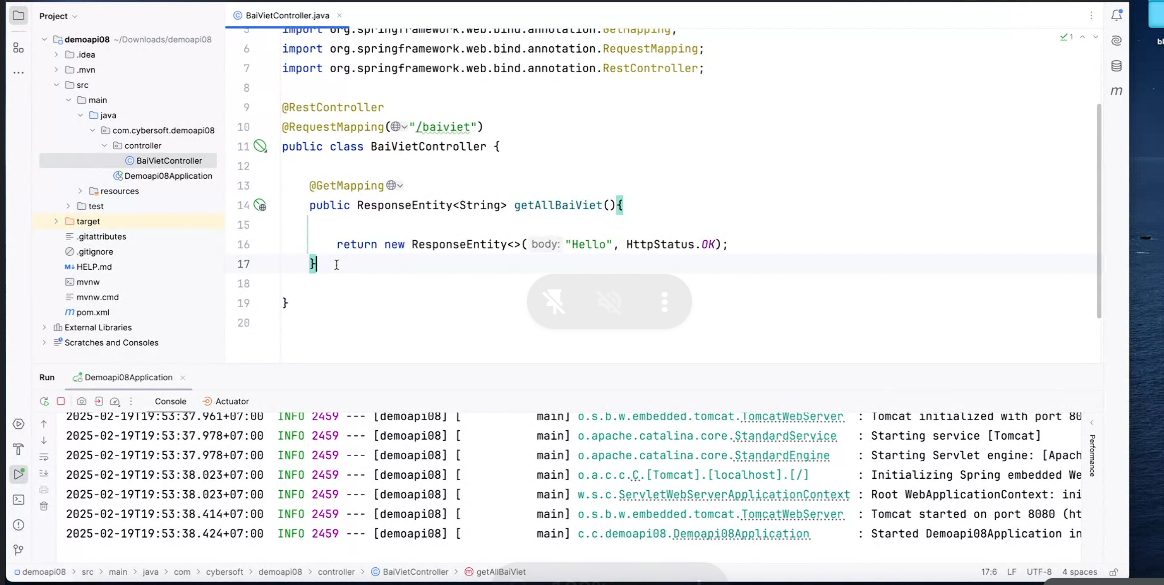 Project
demoapi08 ~/Downloads/demoapi08
.idea
.mvn
src
main
java
com.cybersoft.demoapi08
controller
BaiVietController
Demoapi08Application
resources
test
target
.gitattributes
.gitignore
HELP.md
mvnw
mvnw.cmd
pom.xml
External Libraries
Scratches and Consoles
BaiVietController.java
5 import org.springframework.web.bind.annotation.GetMapping;
6 import org.springframework.web.bind.annotation.RequestMapping;
7 import org.springframework.web.bind.annotation.RestController;
8
9 @RestController
10 @RequestMapping("/baiviet")
11 public class BaiVietController {
12
13 @GetMapping
14 public ResponseEntity<String> getAllBaiViet(){
15
16 return new ResponseEntity<>( body: "Hello", HttpStatus.OK);
17 }
18
19 }
20
1
Run Demoapi08Application
Console Actuator
2025-02-19T19:53:37.961+07:00 INFO 2459 --- [demoapi08] [ main] o.s.b.w.embedded.tomcat.TomcatWebServer : Tomcat initialized with port 80
2025-02-19T19:53:37.978+07:00 INFO 2459 --- [demoapi08] [ main] o.apache.catalina.core.StandardService : Starting service [Tomcat]
2025-02-19T19:53:37.978+07:00 INFO 2459 --- [demoapi08] [ main] o.apache.catalina.core.StandardEngine : Starting Servlet engine: [Apach
2025-02-19T19:53:38.023+07:00 INFO 2459 --- [demoapi08] [ main] o.a.c.c.C.[Tomcat].[localhost].[/] : Initializing Spring embedded We
2025-02-19T19:53:38.023+07:00 INFO 2459 --- [demoapi08] [ main] w.s.c.ServletWebServerApplicationContext : Root WebApplicationContext: ini
2025-02-19T19:53:38.414+07:00 INFO 2459 --- [demoapi08] [ main] o.s.b.w.embedded.tomcat.TomcatWebServer : Tomcat started on port 8080 (ht
2025-02-19T19:53:38.424+07:00 INFO 2459 --- [demoapi08] [ main] c.c.demoapi08.Demoapi08Application : Started Demoapi08Application in
Performance
demoapi08 > src > main > java > com > cybersoft > demoapi08 > controller > BaiVietController > getAllBaiViet
17:6 LF UTF-8 4 spaces